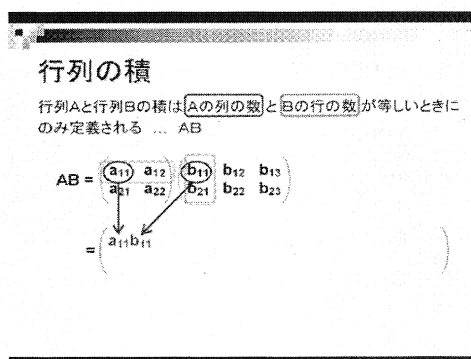 行列の積
行列Aと行列Bの積はAの列の数とBの行の数が等しいときに
のみ定義される … AB
AB = ( a11 a12 ) ( b11 b12 b13 )
a21 a22 b21 b22 b23
= ( a11b11 )